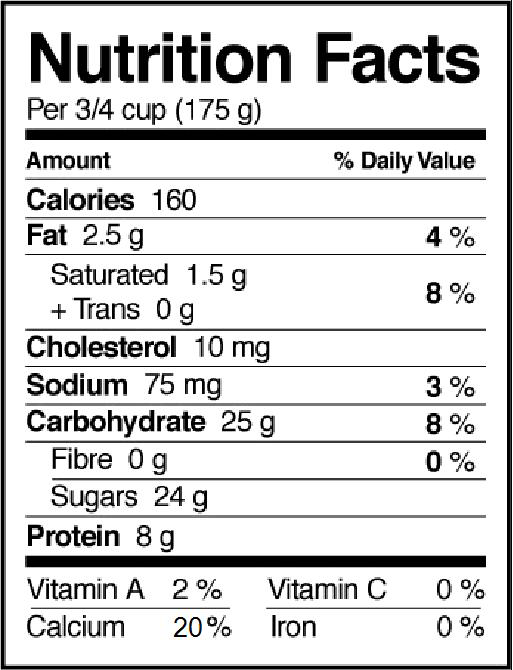 Nutrition Facts
Per 3/4 cup (175 g)
Amount % Daily Value
Calories 160
Fat 2.5 g 4 %
Saturated 1.5 g
+ Trans 0 g 8 %
Cholesterol 10 mg
Sodium 75 mg 3 %
Carbohydrate 25 g 8 %
Fibre 0 g 0 %
Sugars 24 g
Protein 8 g
Vitamin A 2 % Vitamin C 0 %
Calcium 20 % Iron 0 %